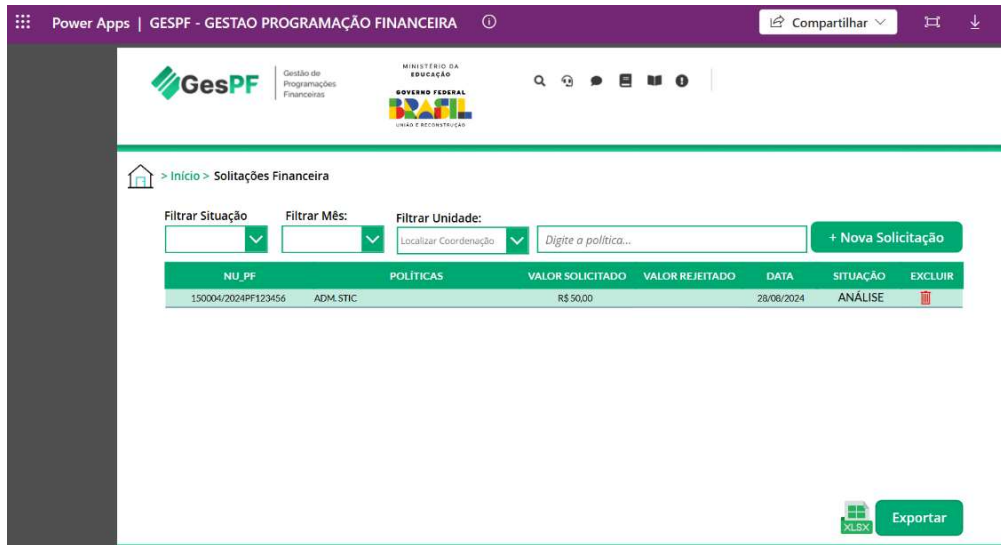 Power Apps | GESPF - GESTAO PROGRAMAÇÃO FINANCEIRA
Compartilhar
GesPF
Gestão de
Programações
Financeiras
MINISTÉRIO DA
EDUCAÇÃO
GOVERNO FEDERAL
BRASIL
UNIÃO E RECONSTRUÇÃO
> Início > Solitações Financeira
Filtrar Situação Filtrar Mês: Filtrar Unidade:
Localizar Coordenação Digite a política... + Nova Solicitação
NU_PF POLÍTICAS VALOR SOLICITADO VALOR REJEITADO DATA SITUAÇÃO EXCLUIR
150004/2024PF123456 ADM. STIC R$ 50,00 28/08/2024 ANÁLISE
XLSX Exportar